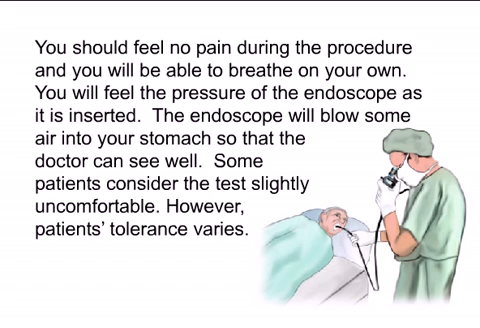 You should feel no pain during the procedure
and you will be able to breathe on your own.
You will feel the pressure of the endoscope as
it is inserted.  The endoscope will blow some
air into your stomach so that the
doctor can see well.  Some
patients consider the test slightly
uncomfortable. However,
patients' tolerance varies.